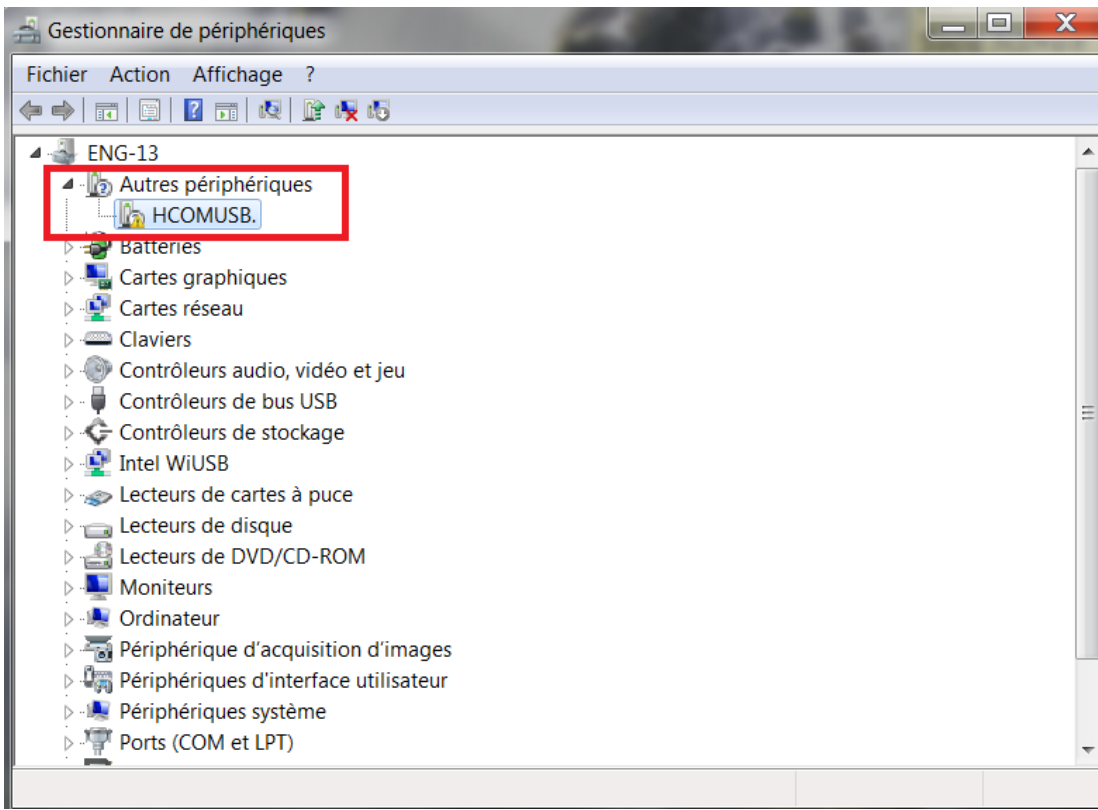 Gestionnaire de périphériques
Fichier Action Affichage ?
ENG-13
Autres périphériques
HCOMUSB.
Batteries
Cartes graphiques
Cartes réseau
Claviers
Contrôleurs audio, vidéo et jeu
Contrôleurs de bus USB
Contrôleurs de stockage
Intel WiUSB
Lecteurs de cartes à puce
Lecteurs de disque
Lecteurs de DVD/CD-ROM
Moniteurs
Ordinateur
Périphérique d’acquisition d’images
Périphériques d'interface utilisateur
Périphériques système
Ports (COM et LPT)